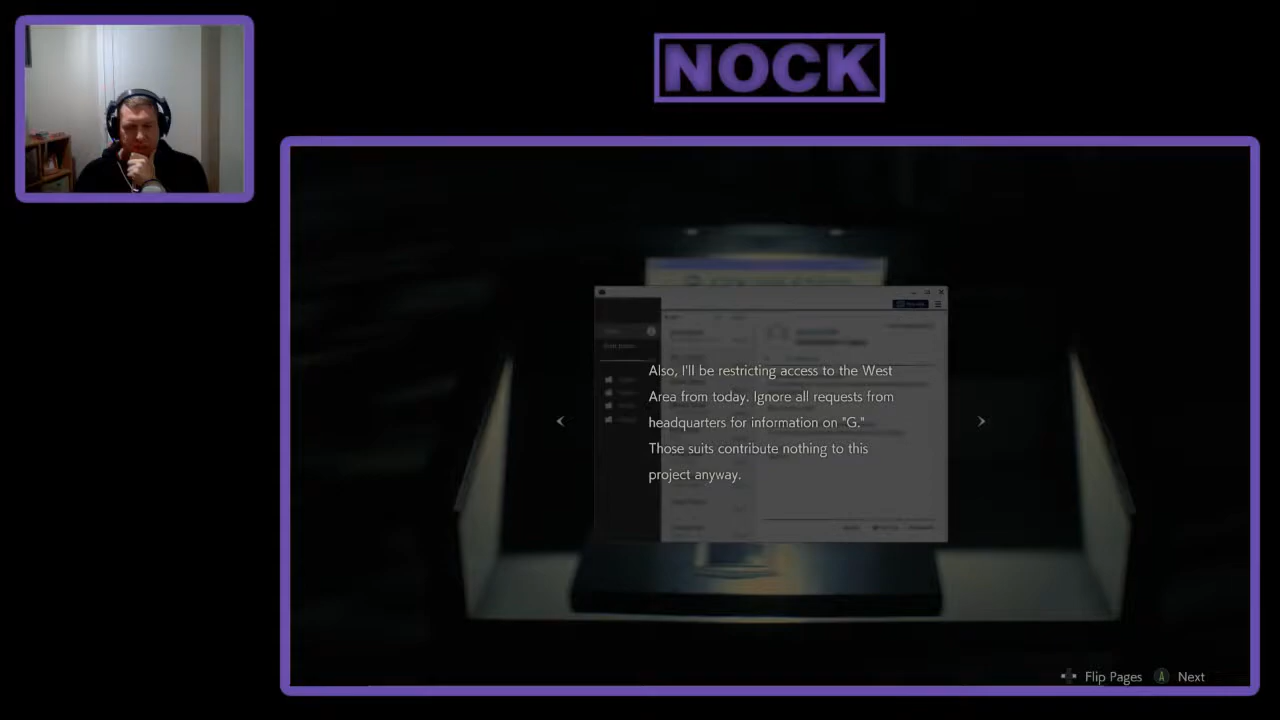 NOCK
Also, I'll be restricting access to the West
Area from today. Ignore all requests from
headquarters for information on "G."
Those suits contribute nothing to this
project anyway.
Flip Pages
A Next